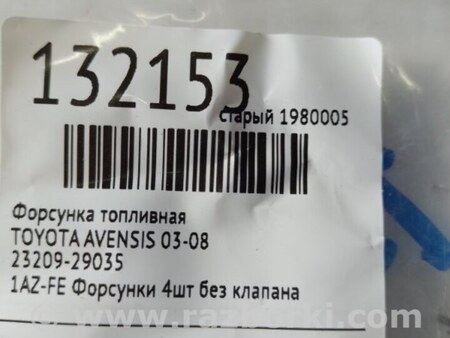 132153
старый 1980005
Форсунка топливная
TOYOTA AVENSIS 03-08
23209-29035
1AZ-FE Форсунки 4шт без клапана
© www.razborki.com